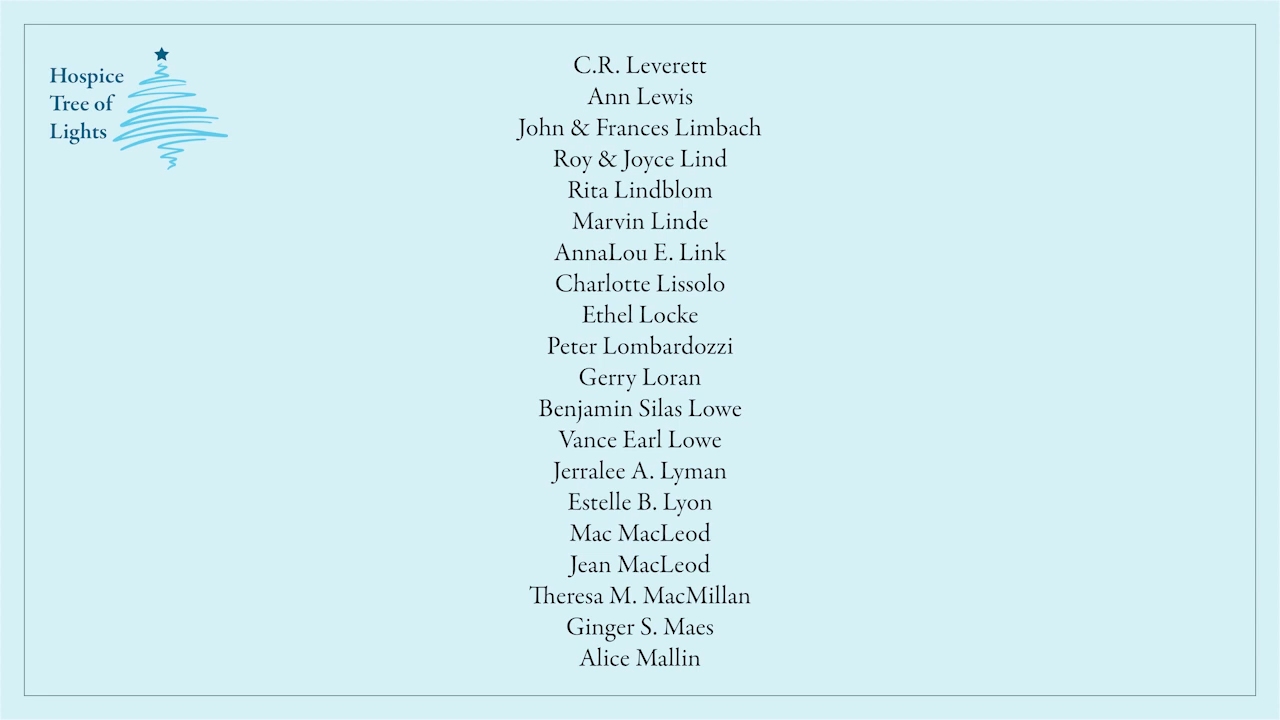 Hospice
Tree of
Lights
C.R. Leverett
Ann Lewis
John & Frances Limbach
Roy & Joyce Lind
Rita Lindblom
Marvin Linde
AnnaLou E. Link
Charlotte Lissolo
Ethel Locke
Peter Lombardozzi
Gerry Loran
Benjamin Silas Lowe
Vance Earl Lowe
Jerralee A. Lyman
Estelle B. Lyon
Mac MacLeod
Jean MacLeod
Theresa M. MacMillan
Ginger S. Maes
Alice Mallin